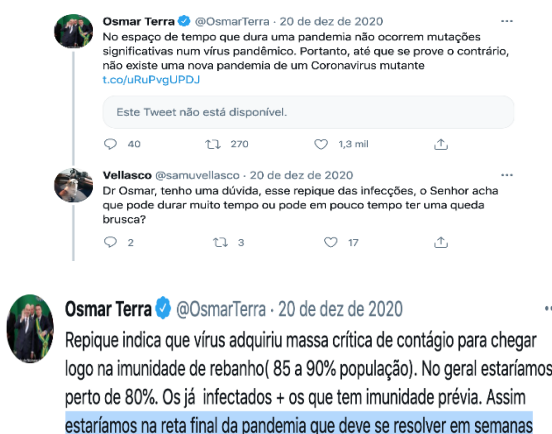 Osmar Terra @OsmarTerra · 20 de dez de 2020
No espaço de tempo que dura uma pandemia não ocorrem mutações
significativas num vírus pandêmico. Portanto, até que se prove o contrário,
não existe uma nova pandemia de um Coronavirus mutante
t.co/uRuPvgUPDJ
Este Tweet não está disponível.
40 270 1,3 mil
Vellasco @samuvellasco · 20 de dez de 2020
Dr Osmar, tenho uma dúvida, esse repique das infecções, o Senhor acha
que pode durar muito tempo ou pode em pouco tempo ter uma queda
brusca?
2 3 17
Osmar Terra @OsmarTerra · 20 de dez de 2020
Repique indica que vírus adquiriu massa crítica de contágio para chegar
logo na imunidade de rebanho( 85 a 90% população). No geral estaríamos
perto de 80%. Os já infectados + os que tem imunidade prévia. Assim
estaríamos na reta final da pandemia que deve se resolver em semanas